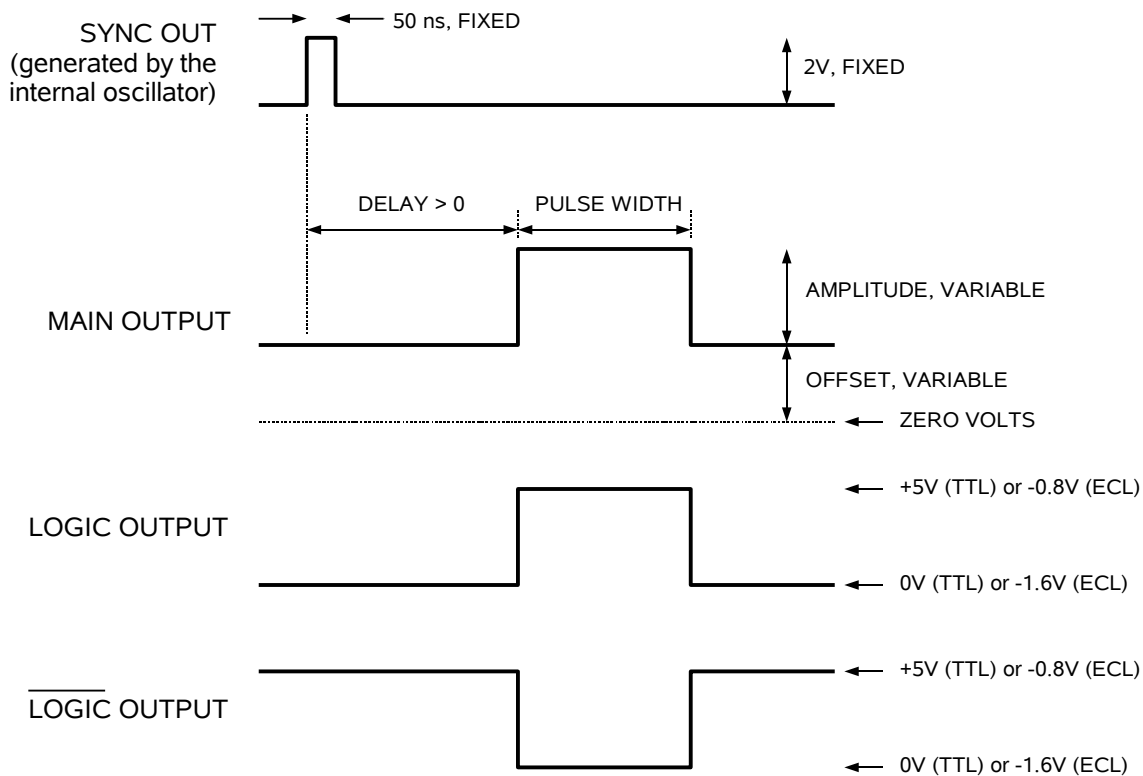 50 ns, FIXED
SYNC OUT
(generated by the
internal oscillator)
2V, FIXED
DELAY > 0
PULSE WIDTH
AMPLITUDE, VARIABLE
MAIN OUTPUT
OFFSET, VARIABLE
ZERO VOLTS
+5V (TTL) or -0.8V (ECL)
LOGIC OUTPUT
0V (TTL) or -1.6V (ECL)
+5V (TTL) or -0.8V (ECL)
LOGIC OUTPUT
0V (TTL) or -1.6V (ECL)